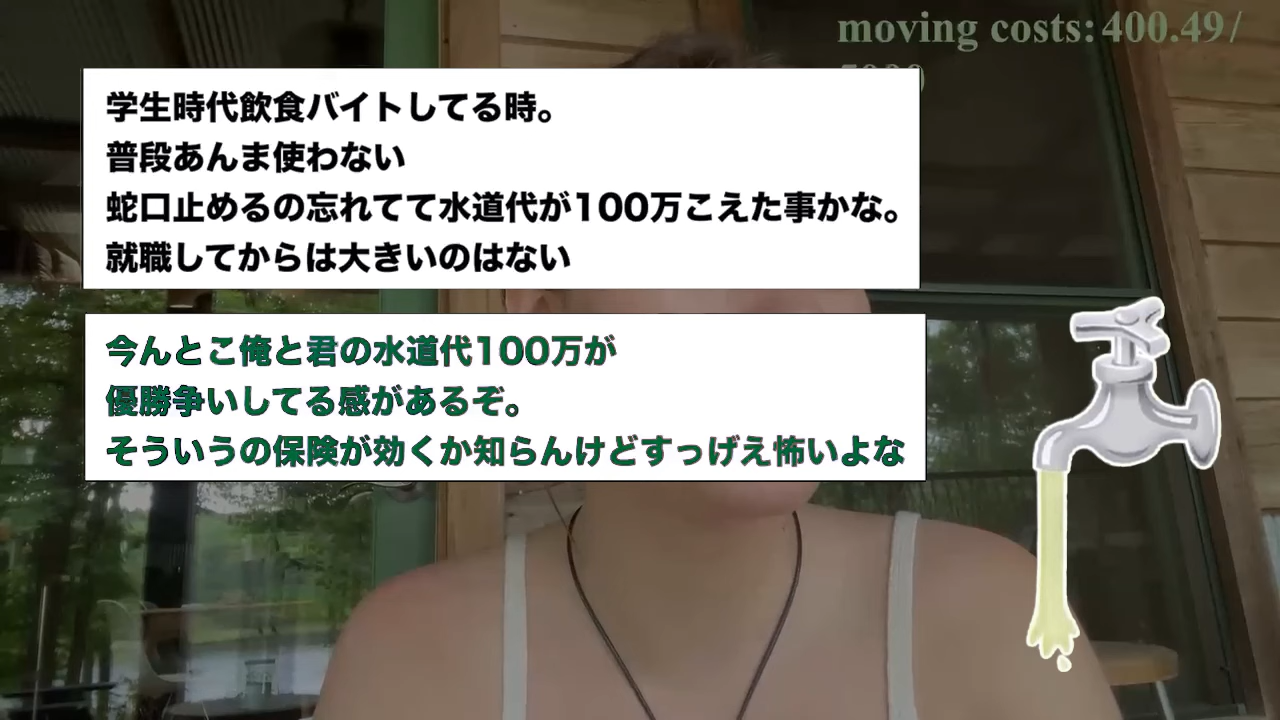 moving costs: 400.49/
学生時代飲食バイトしてる時。
普段あんま使わない
蛇口止めるの忘れてて水道代が100万こえた事かな。
就職してからは大きいのはない
今んとこ俺と君の水道代100万が
優勝争いしてる感があるぞ。
そういうの保険が効くか知らんけどすっげえ怖いよな